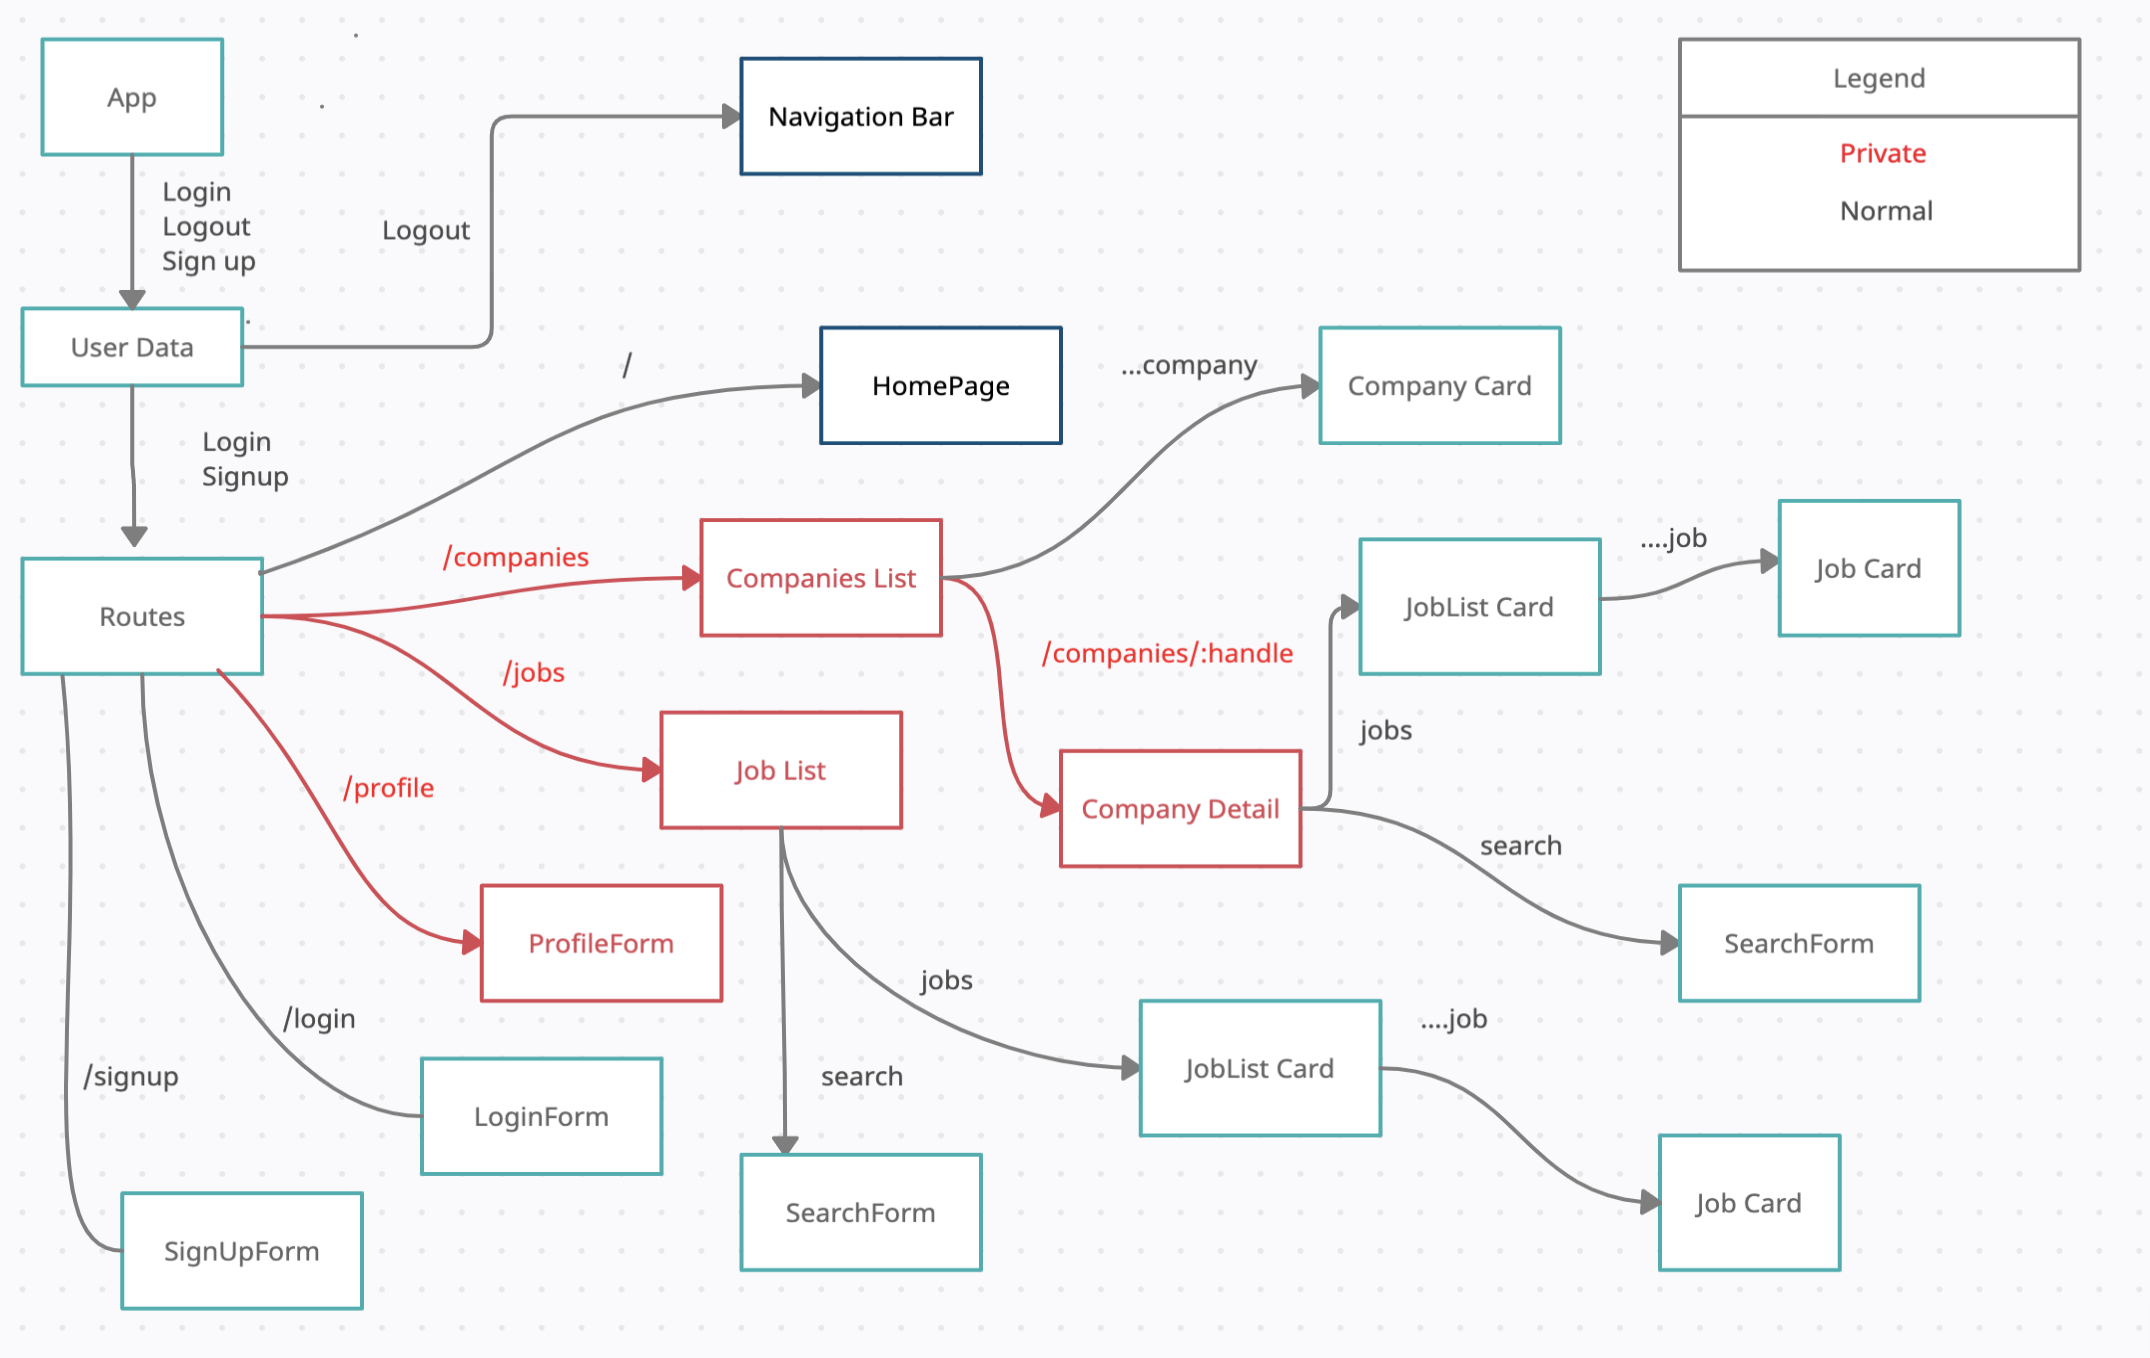 App
Navigation Bar
Legend
Private
Normal
Login
Logout
Sign up
Logout
User Data
/
HomePage
...company
Company Card
Login
Signup
/companies
Companies List
....job
Job Card
JobList Card
Routes
/jobs
/companies/:handle
jobs
Job List
/profile
Company Detail
search
ProfileForm
SearchForm
jobs
/login
....job
JobList Card
/signup
search
LoginForm
Job Card
SearchForm
SignUpForm